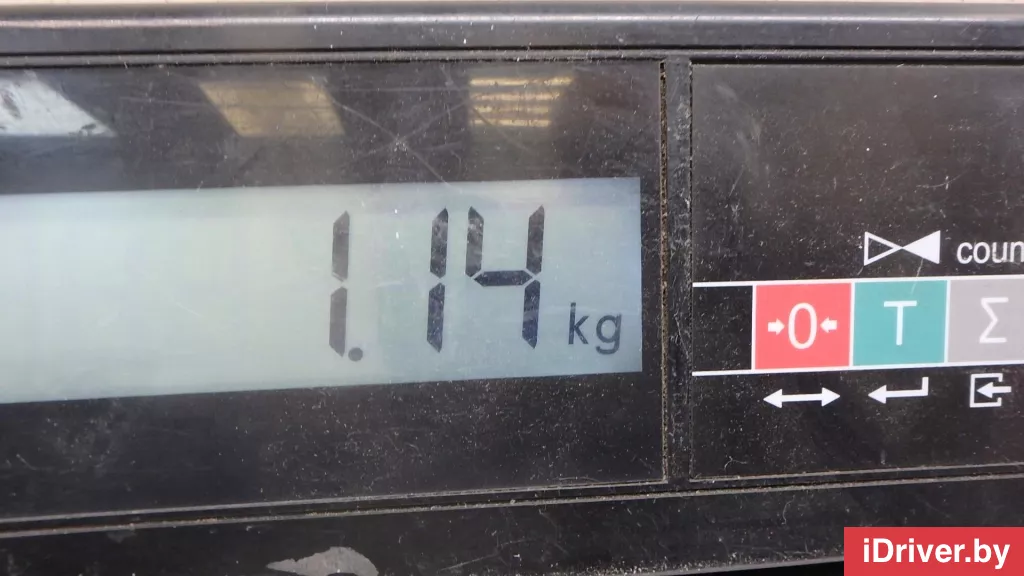 1.14 kg
coun
→0← T Σ
iDriver.by